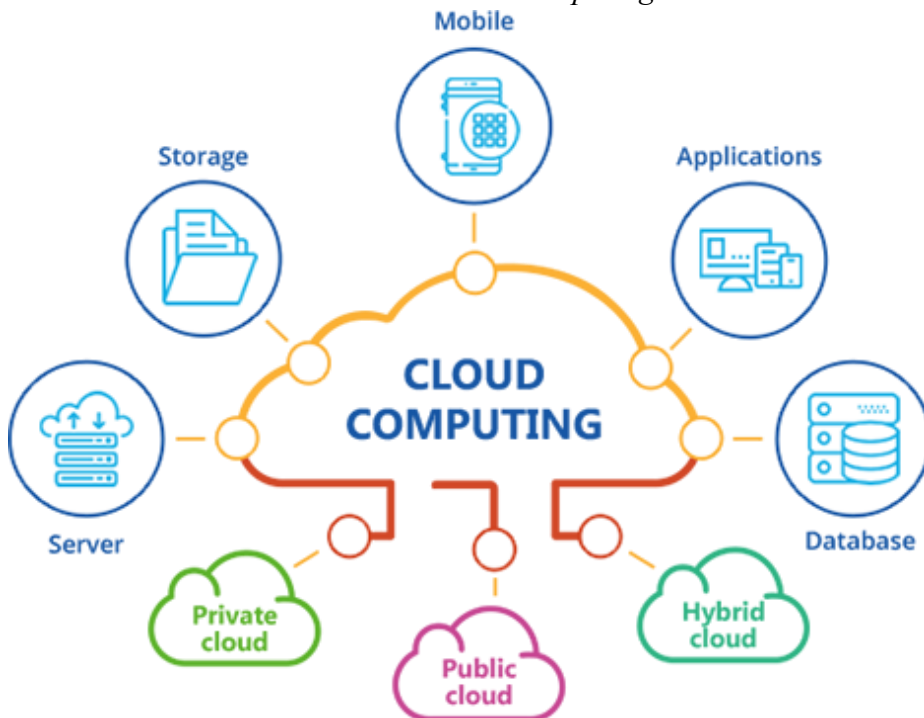 Mobile
Storage
Applications
CLOUD
COMPUTING
Server
Database
Private
cloud
Hybrid
cloud
Public
cloud